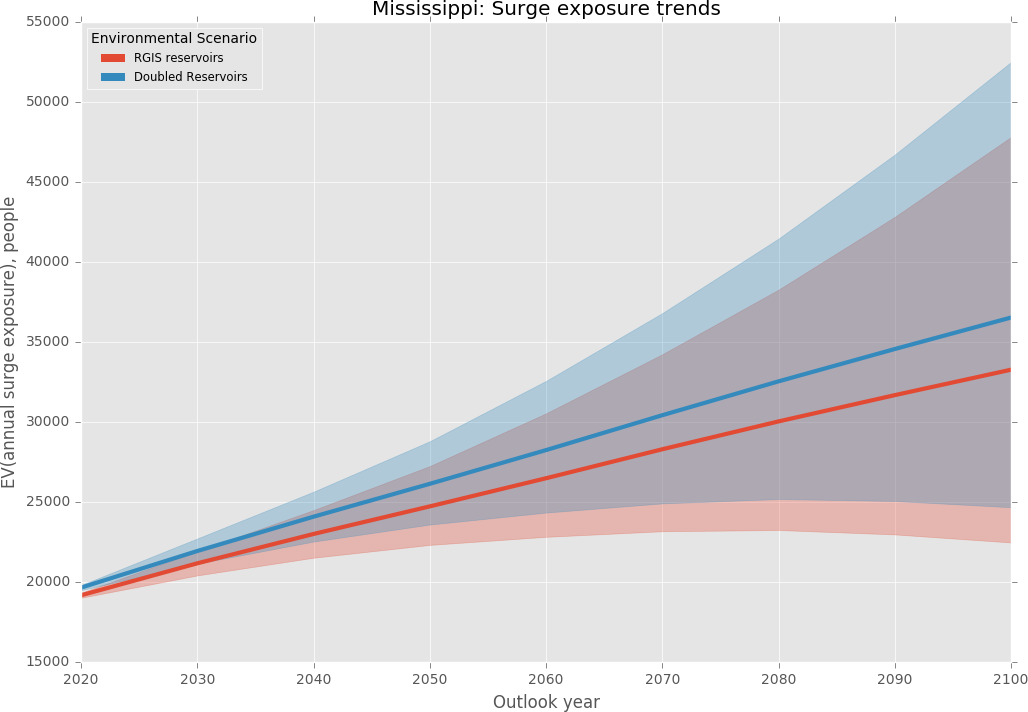 Mississippi: Surge exposure trends
55000
50000
45000
40000
35000
30000
25000
20000
15000
EV(annual surge exposure), people
Environmental Scenario
RGIS reservoirs
Doubled Reservoirs
2020 2030 2040 2050 2060 2070 2080 2090 2100
Outlook year